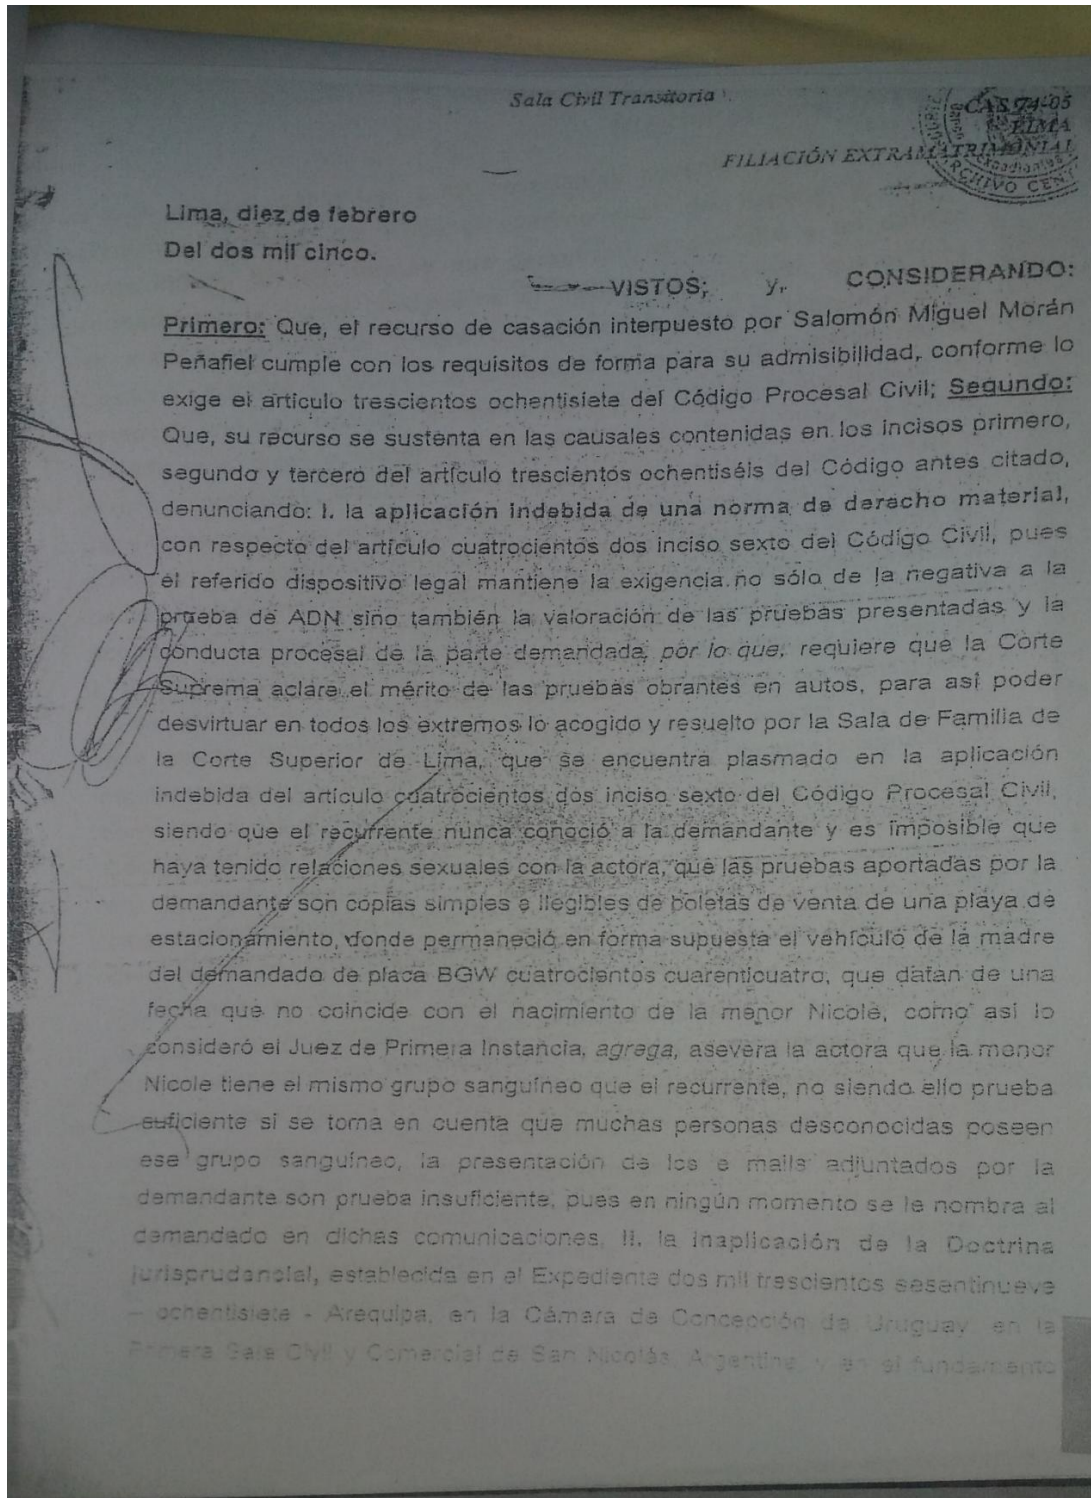 Sala Civil Transitoria
CAS 74-05
LIMA
FILIACIÓN EXTRAMATRIMONIAL
ARCHIVO CENT
Lima, diez de febrero
Del dos mil cinco.
VISTOS; y, CONSIDERANDO:
Primero: Que, el recurso de casación interpuesto por Salomón Miguel Morán
Peñafiel cumple con los requisitos de forma para su admisibilidad, conforme lo
exige el artículo trescientos ochentisiete del Código Procesal Civil; Segundo:
Que, su recurso se sustenta en las causales contenidas en los incisos primero,
segundo y tercero del artículo trescientos ochentiséis del Código antes citado,
denunciando: I. la aplicación indebida de una norma de derecho material,
con respecto del artículo cuatrocientos dos inciso sexto del Código Civil, pues
el referido dispositivo legal mantiene la exigencia no sólo de la negativa a la
prueba de ADN sino también la valoración de las pruebas presentadas y la
conducta procesal de la parte demandada, por lo que, requiere que la Corte
Suprema aclare el mérito de las pruebas obrantes en autos, para así poder
desvirtuar en todos los extremos lo acogido y resuelto por la Sala de Familia de
la Corte Superior de Lima, que se encuentra plasmado en la aplicación
indebida del artículo cuatrocientos dos inciso sexto del Código Procesal Civil,
siendo que el recurrente nunca conoció a la demandante y es imposible que
haya tenido relaciones sexuales con la actora, que las pruebas aportadas por la
demandante son copias simples e ilegibles de boletas de venta de una playa de
estacionamiento, donde permaneció en forma supuesta el vehículo de la madre
del demandado de placa BGW cuatrocientos cuarenticuatro, que datan de una
fecha que no coincide con el nacimiento de la menor Nicole, como así lo
consideró el Juez de Primera Instancia, agrega, asevera la actora que la menor
Nicole tiene el mismo grupo sanguíneo que el recurrente, no siendo ello prueba
suficiente si se toma en cuenta que muchas personas desconocidas poseen
ese grupo sanguíneo, la presentación de los e mails adjuntados por la
demandante son prueba insuficiente, pues en ningún momento se le nombra al
demandado en dichas comunicaciones, II. la inaplicación de la Doctrina
jurisprudencial, establecida en el Expediente dos mil trescientos sesentinueve
– ochentisiete - Arequipa, en la Cámara de Concepción de Uruguay, en la
Primera Sala Civil y Comercial de San Nicolás, Argentina, y en el fundamento